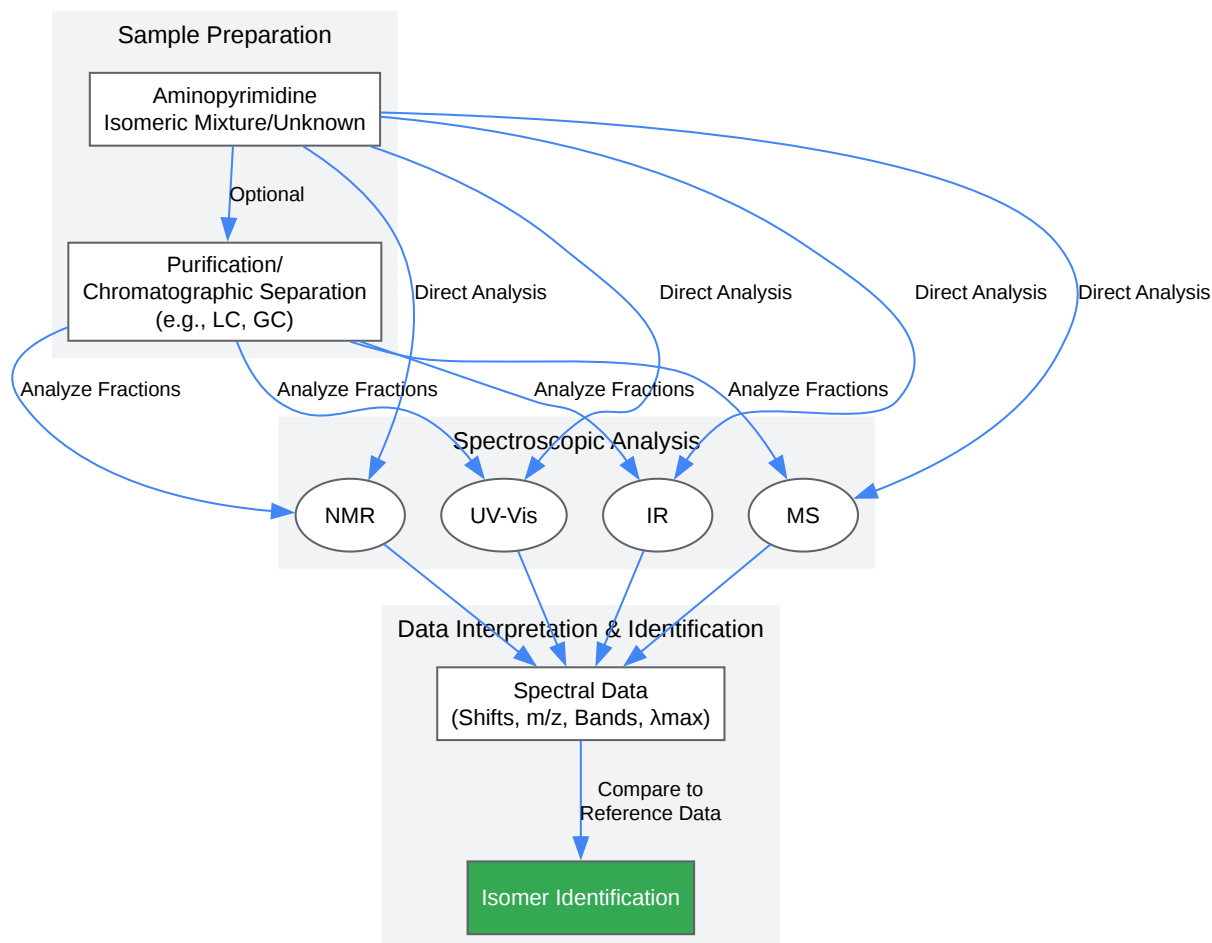 Sample Preparation
Aminopyrimidine
Isomeric Mixture/Unknown
Optional
Purification/
Chromatographic Separation
(e.g., LC, GC)
Direct Analysis
Direct Analysis
Direct Analysis
Direct Analysis
Analyze Fractions
Analyze Fractions
Analyze Fractions
Analyze Fractions
Spectroscopic Analysis
NMR
UV-Vis
IR
MS
Data Interpretation & Identification
Spectral Data
(Shifts, m/z, Bands, λmax)
Compare to
Reference Data
Isomer Identification